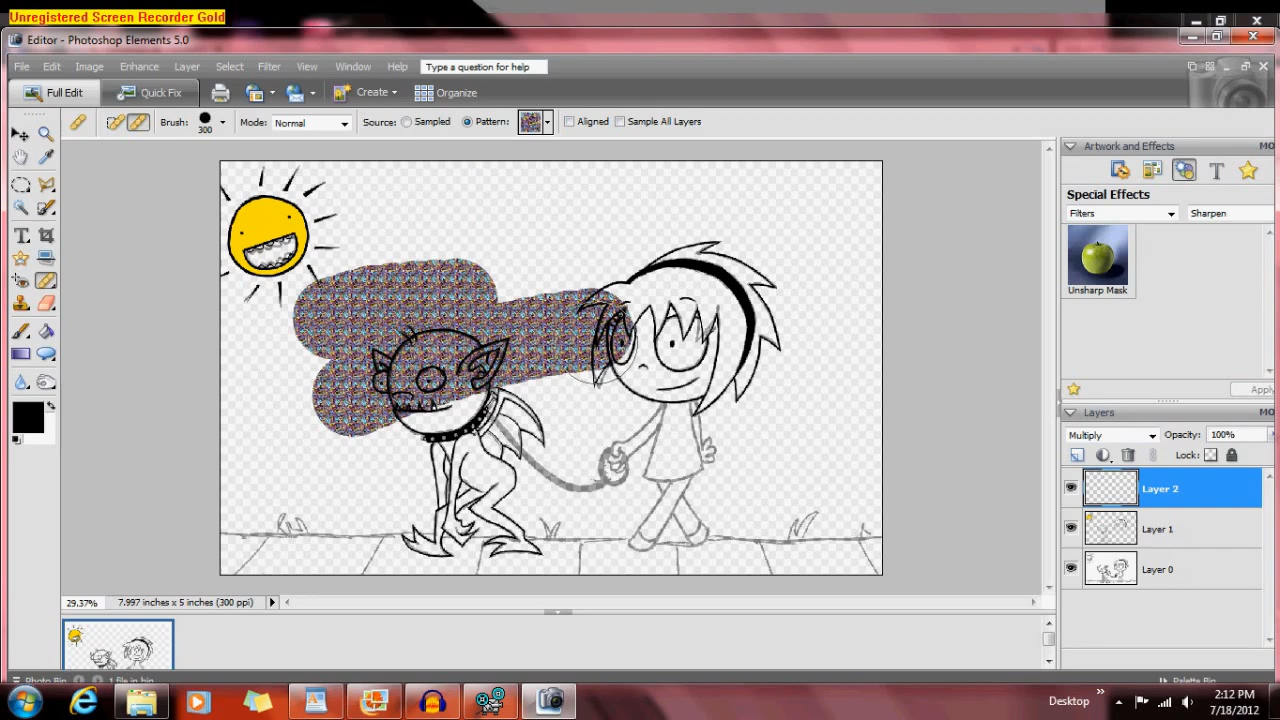 Unregistered Screen Recorder Gold
Editor - Photoshop Elements 5.0
File Edit Image Enhance Layer Select Filter View Window Help Type a question for help
Full Edit Quick Fix Create Organize
Brush: 300 Mode: Normal Source: Sampled Pattern: Aligned Sample All Layers
Artwork and Effects MO
Special Effects
Filters Sharpen
Unsharp Mask
Apply
Layers MO
Multiply Opacity: 100%
Lock:
Layer 2
Layer 1
Layer 0
29.37% 7.997 inches x 5 inches (300 ppi)
Photo Bin 1 file in bin Palette Bin
Desktop
2:12 PM
7/18/2012